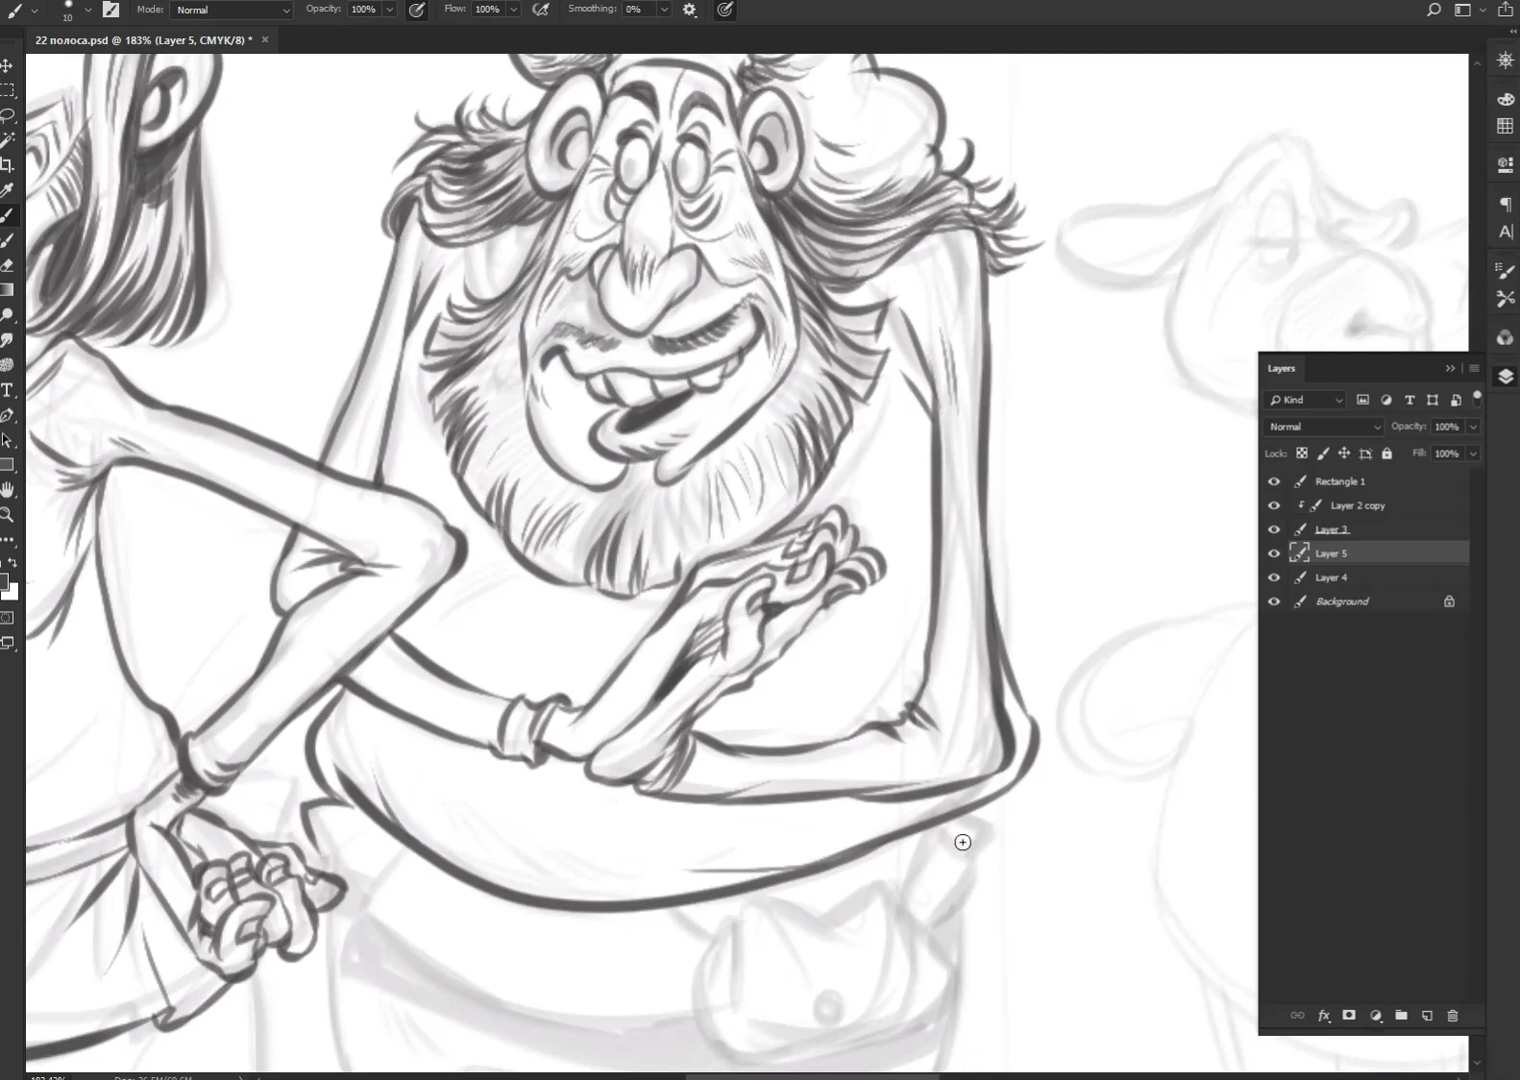 Mode: Normal Opacity: 100% Flow: 100% Smoothing: 0%
10
22 полоса.psd @ 183% (Layer 5, CMYK/8) * ×
Layers
Kind
Normal Opacity: 100%
Lock: Fill: 100%
Rectangle 1
Layer 2 copy
Layer 3
Layer 5
Layer 4
Background